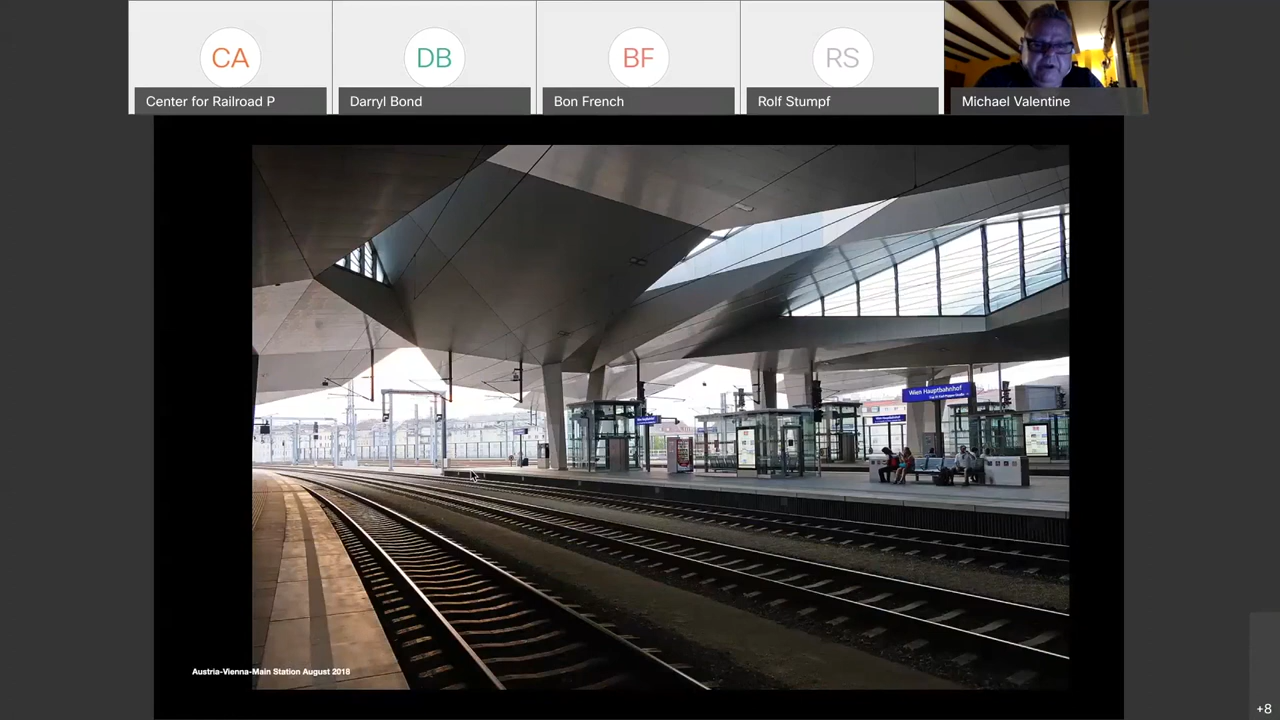 CA
DB
BF
RS
Center for Railroad P
Darryl Bond
Bon French
Rolf Stumpf
Michael Valentine
Wien Hauptbahnhof
Austria-Vienna-Main Station August 2018
+8